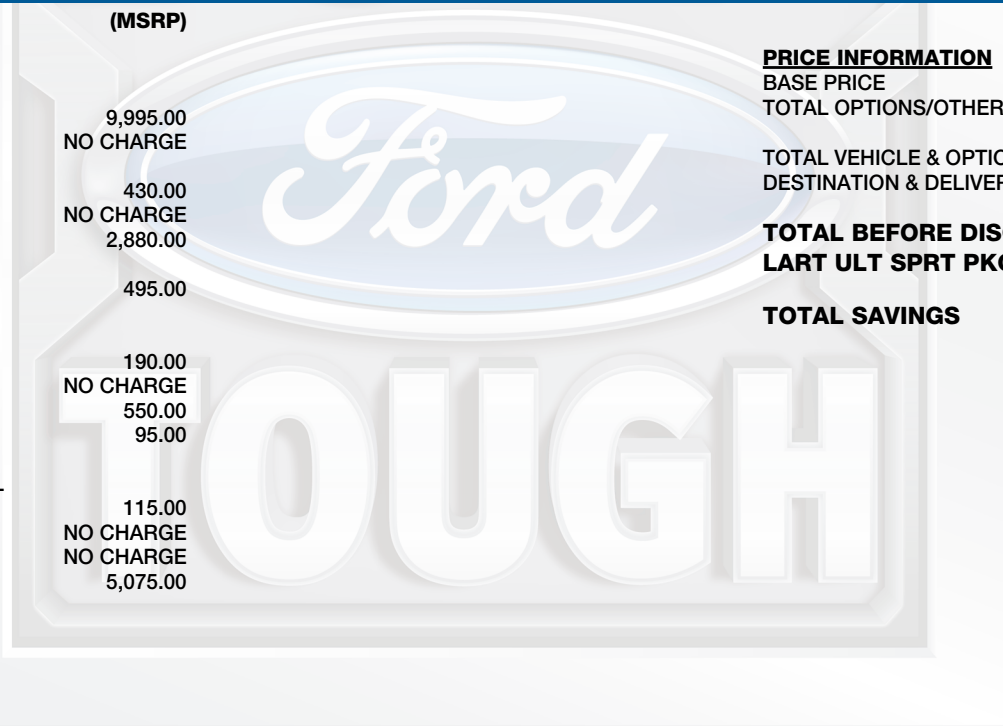 (MSRP)
9,995.00
NO CHARGE
430.00
NO CHARGE
2,880.00
495.00
190.00
NO CHARGE
550.00
95.00
115.00
NO CHARGE
NO CHARGE
5,075.00
PRICE INFORMATION
BASE PRICE
TOTAL OPTIONS/OTHER
TOTAL VEHICLE & OPTIO
DESTINATION & DELIVER
TOTAL BEFORE DIS
LART ULT SPRT PKG
TOTAL SAVINGS
Ford
TOUGH